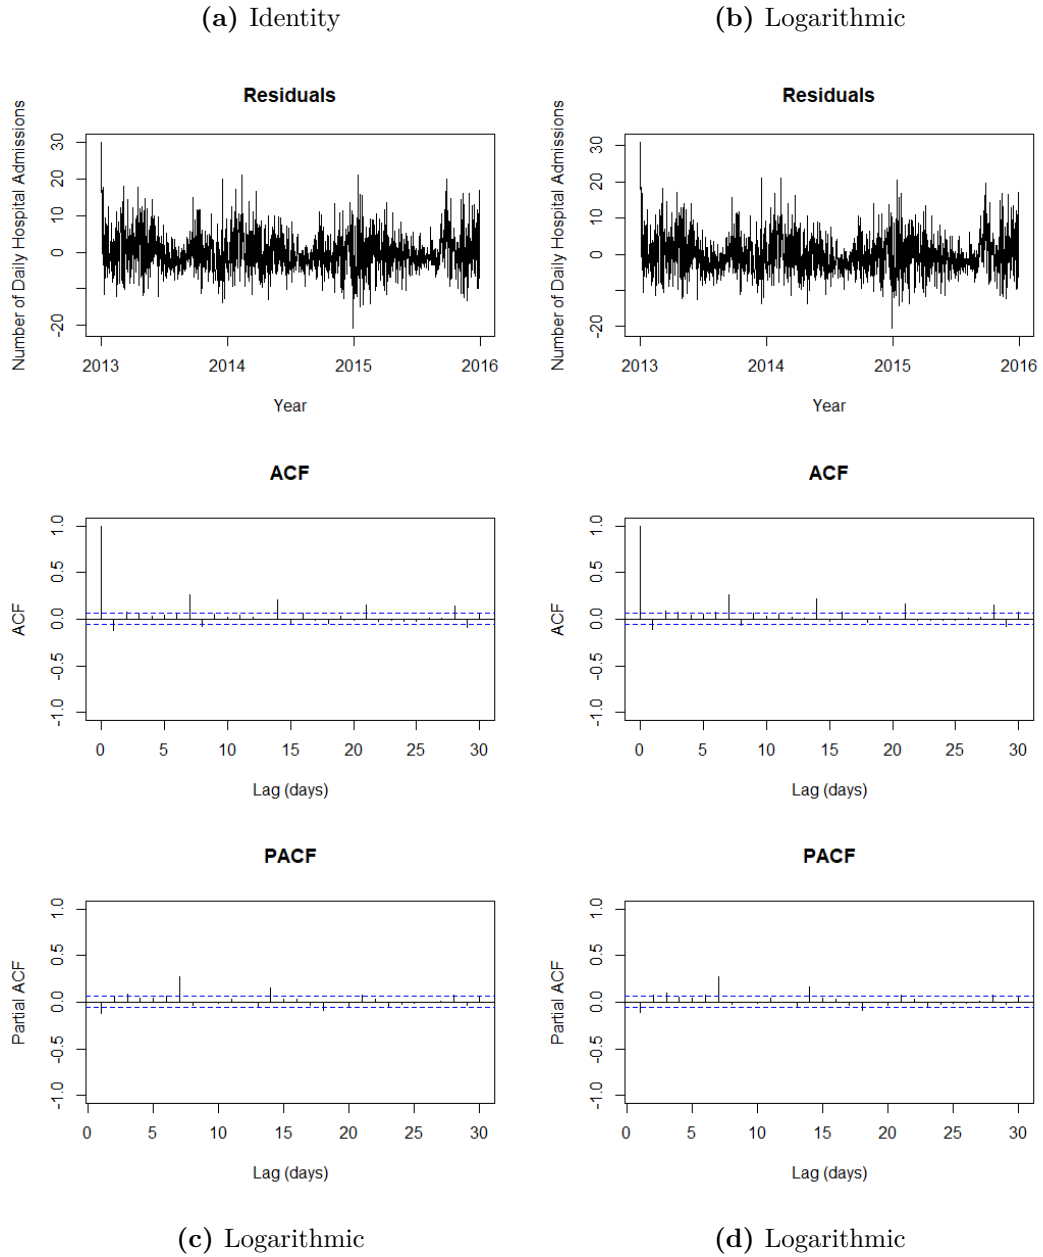 (a) Identity
(b) Logarithmic
Residuals
Number of Daily Hospital Admissions
30
20
10
0
-20
2013 2014 2015 2016
Year
Residuals
Number of Daily Hospital Admissions
30
20
10
0
-20
2013 2014 2015 2016
Year
ACF
ACF
1.0
0.5
0.0
-0.5
-1.0
0 5 10 15 20 25 30
Lag (days)
ACF
ACF
1.0
0.5
0.0
-0.5
-1.0
0 5 10 15 20 25 30
Lag (days)
PACF
Partial ACF
1.0
0.5
0.0
-0.5
-1.0
0 5 10 15 20 25 30
Lag (days)
PACF
Partial ACF
1.0
0.5
0.0
-0.5
-1.0
0 5 10 15 20 25 30
Lag (days)
(c) Logarithmic
(d) Logarithmic